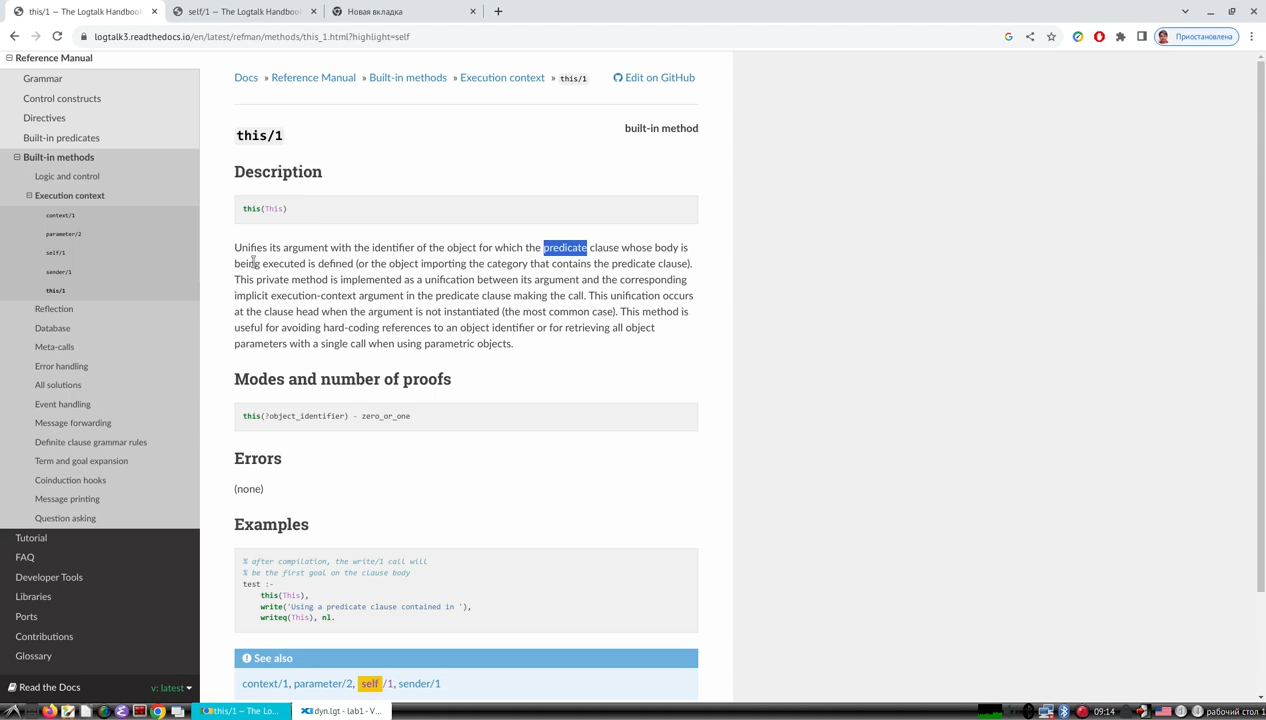 this/1 — The Logtalk Handboo
self/1 — The Logtalk Handbo
Новая вкладка
logtalk3.readthedocs.io/en/latest/refman/methods/this_1.html?highlight=self
Приостановлена
Reference Manual
Grammar
Control constructs
Directives
Built-in predicates
Built-in methods
Logic and control
Execution context
context/1
parameter/2
self/1
sender/1
this/1
Reflection
Database
Meta-calls
Error handling
All solutions
Event handling
Message forwarding
Definite clause grammar rules
Term and goal expansion
Coinduction hooks
Message printing
Question asking
Tutorial
FAQ
Developer Tools
Libraries
Ports
Contributions
Glossary
Read the Docs v: latest
Docs » Reference Manual » Built-in methods » Execution context » this/1 Edit on GitHub
built-in method
this/1
Description
this(This)
Unifies its argument with the identifier of the object for which the predicate clause whose body is
being executed is defined (or the object importing the category that contains the predicate clause).
This private method is implemented as a unification between its argument and the corresponding
implicit execution-context argument in the predicate clause making the call. This unification occurs
at the clause head when the argument is not instantiated (the most common case). This method is
useful for avoiding hard-coding references to an object identifier or for retrieving all object
parameters with a single call when using parametric objects.
Modes and number of proofs
this(?object_identifier) - zero_or_one
Errors
(none)
Examples
% after compilation, the write/1 call will
% be the first goal on the clause body
test :-
this(This),
write('Using a predicate clause contained in '),
writeq(This), nl.
See also
context/1, parameter/2, self/1, sender/1
this/1 — The Lo...
dyn.lgt - lab1 - V...
09:14
рабочий стол 1